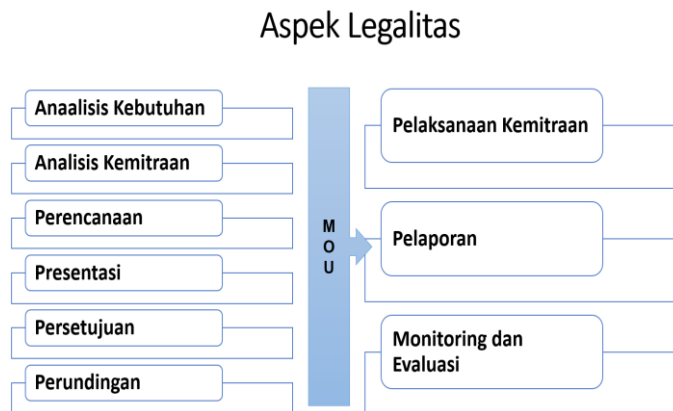 Aspek Legalitas
Anaalisis Kebutuhan
Analisis Kemitraan
Perencanaan
Presentasi
Persetujuan
Perundingan
M
O
U
Pelaksanaan Kemitraan
Pelaporan
Monitoring dan
Evaluasi